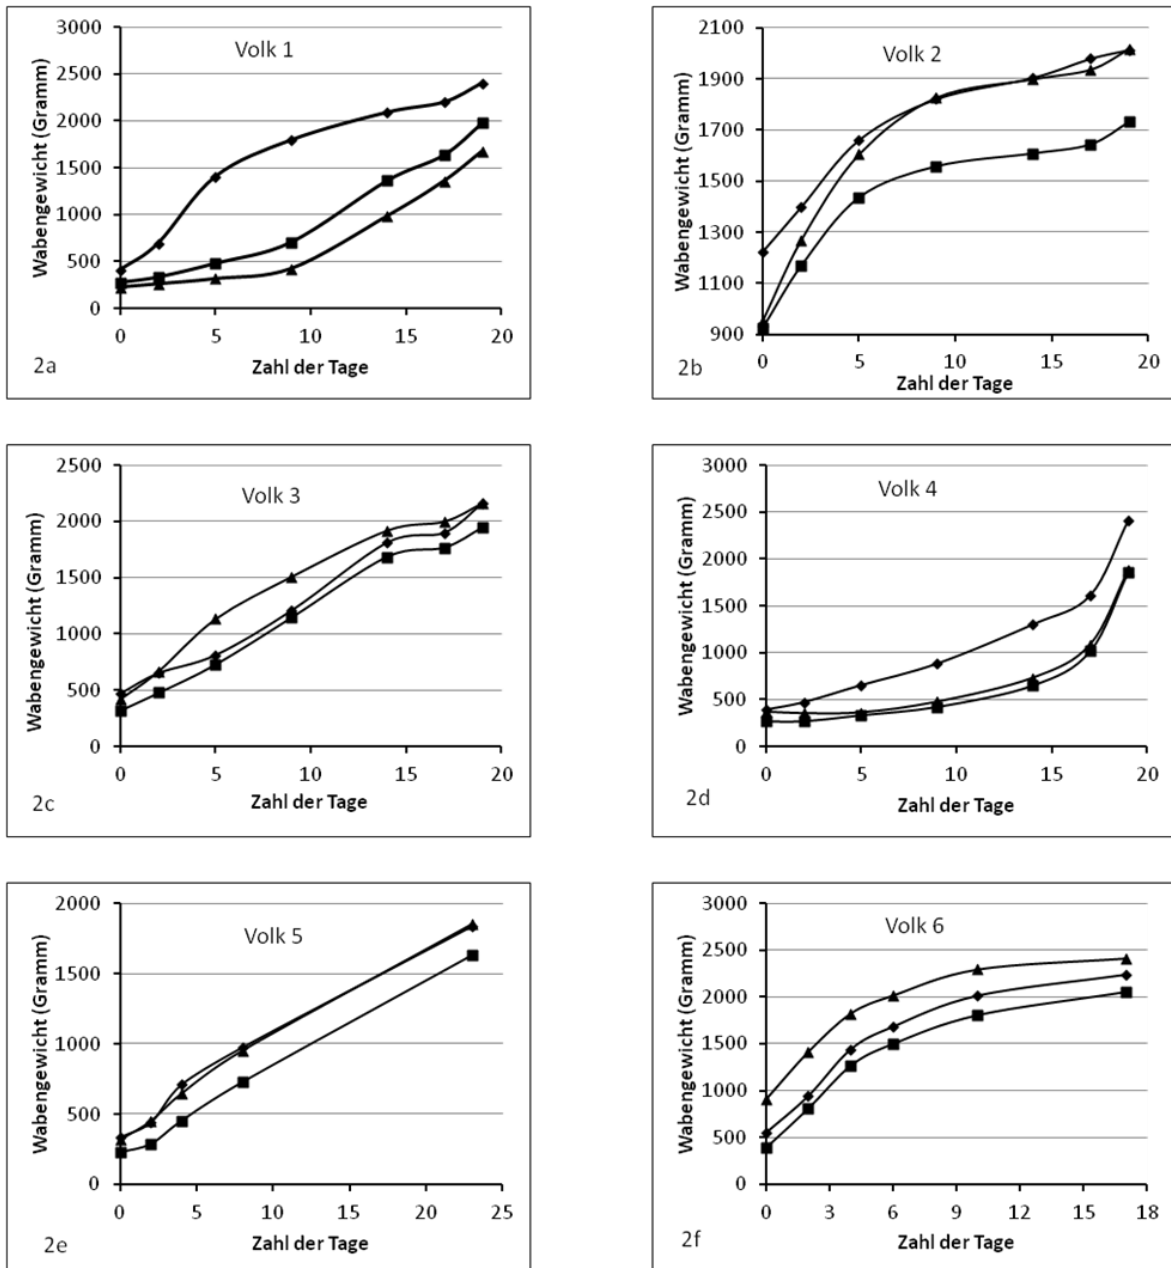 Volk 1
Wabengewicht (Gramm)
3000
2500
2000
1500
1000
500
0
0 5 10 15 20
Zahl der Tage
2a
Volk 2
Wabengewicht (Gramm)
2100
1900
1700
1500
1300
1100
900
0 5 10 15 20
Zahl der Tage
2b
Volk 3
Wabengewicht (Gramm)
2500
2000
1500
1000
500
0
0 5 10 15 20
Zahl der Tage
2c
Volk 4
Wabengewicht (Gramm)
3000
2500
2000
1500
1000
500
0
0 5 10 15 20
Zahl der Tage
2d
Volk 5
Wabengewicht (Gramm)
2000
1500
1000
500
0
0 5 10 15 20 25
Zahl der Tage
2e
Volk 6
Wabengewicht (Gramm)
3000
2500
2000
1500
1000
500
0
0 3 6 9 12 15 18
Zahl der Tage
2f